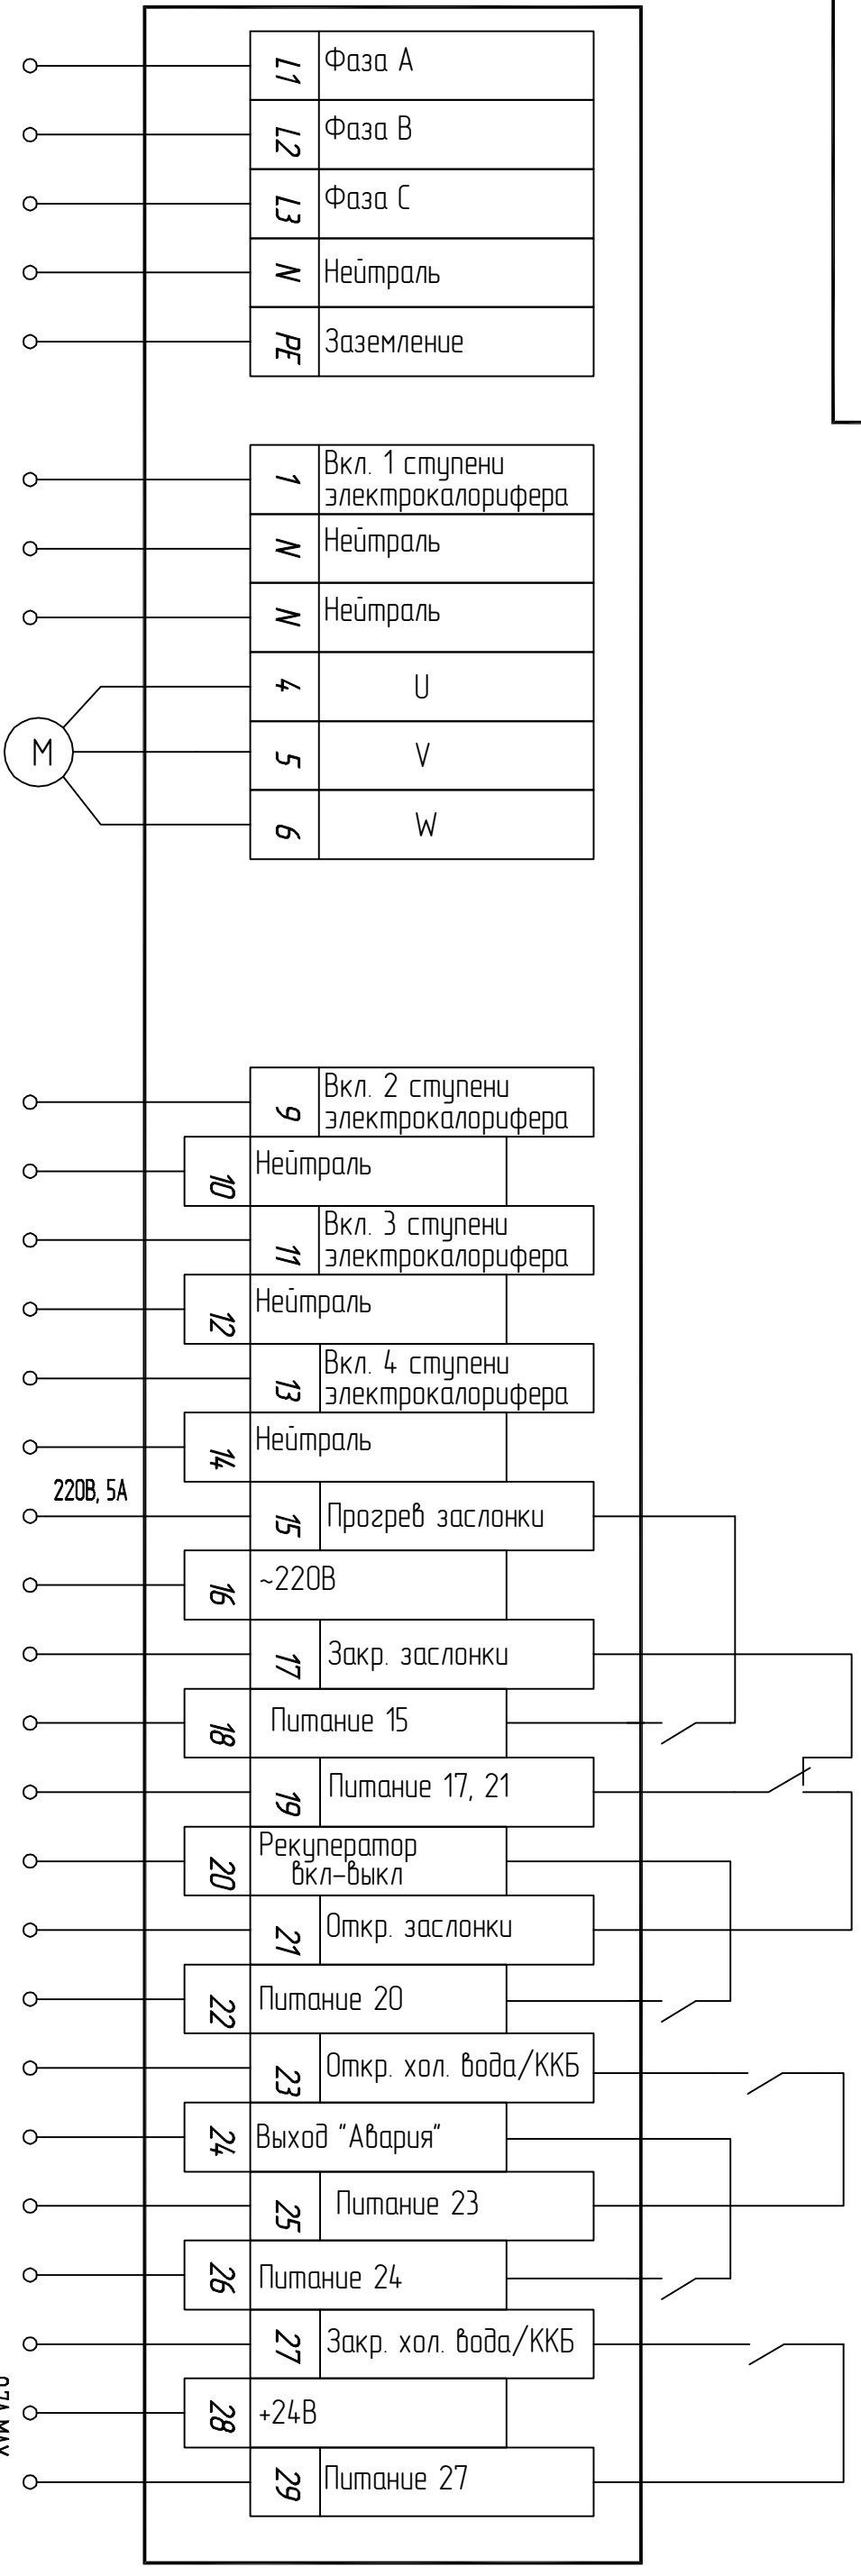 L1 Фаза А
L2 Фаза В
L3 Фаза С
N Нейтраль
PE Заземление
1 Вкл. 1 ступени
электрокалорифера
N Нейтраль
N Нейтраль
4 U
M
5 V
6 W
9 Вкл. 2 ступени
электрокалорифера
10 Нейтраль
11 Вкл. 3 ступени
электрокалорифера
12 Нейтраль
13 Вкл. 4 ступени
электрокалорифера
14 Нейтраль
220В, 5А
15 Прогрев заслонки
16 ~220В
17 Закр. заслонки
18 Питание 15
19 Питание 17, 21
20 Рекуператор
вкл-выкл
21 Откр. заслонки
22 Питание 20
23 Откр. хол. вода/ККБ
24 Выход "Авария"
25 Питание 23
26 Питание 24
27 Закр. хол. вода/ККБ
28 +24В
29 Питание 27